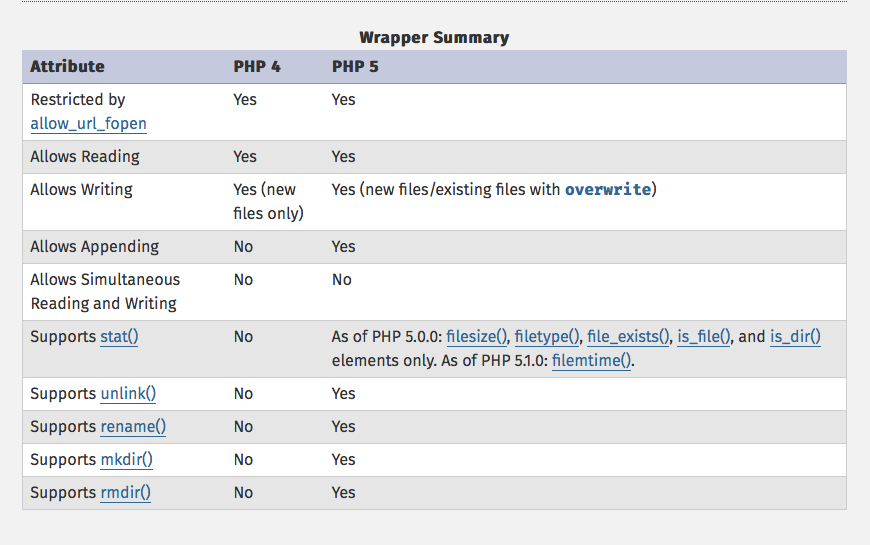 Wrapper Summary
Attribute PHP 4 PHP 5
Restricted by Yes Yes
allow_url_fopen
Allows Reading Yes Yes
Allows Writing Yes (new Yes (new files/existing files with overwrite)
files only)
Allows Appending No Yes
Allows Simultaneous No No
Reading and Writing
Supports stat() No As of PHP 5.0.0: filesize(), filetype(), file_exists(), is_file(), and is_dir()
elements only. As of PHP 5.1.0: filemtime().
Supports unlink() No Yes
Supports rename() No Yes
Supports mkdir() No Yes
Supports rmdir() No Yes